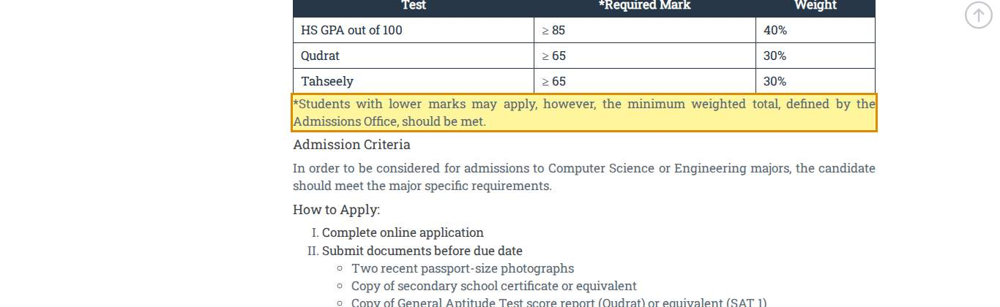 Test *Required Mark Weight
HS GPA out of 100 ≥ 85 40%
Qudrat ≥ 65 30%
Tahseely ≥ 65 30%
*Students with lower marks may apply, however, the minimum weighted total, defined by the
Admissions Office, should be met.
Admission Criteria
In order to be considered for admissions to Computer Science or Engineering majors, the candidate
should meet the major specific requirements.
How to Apply:
I. Complete online application
II. Submit documents before due date
○ Two recent passport-size photographs
○ Copy of secondary school certificate or equivalent
○ Copy of General Aptitude Test score report (Qudrat) or equivalent (SAT 1)